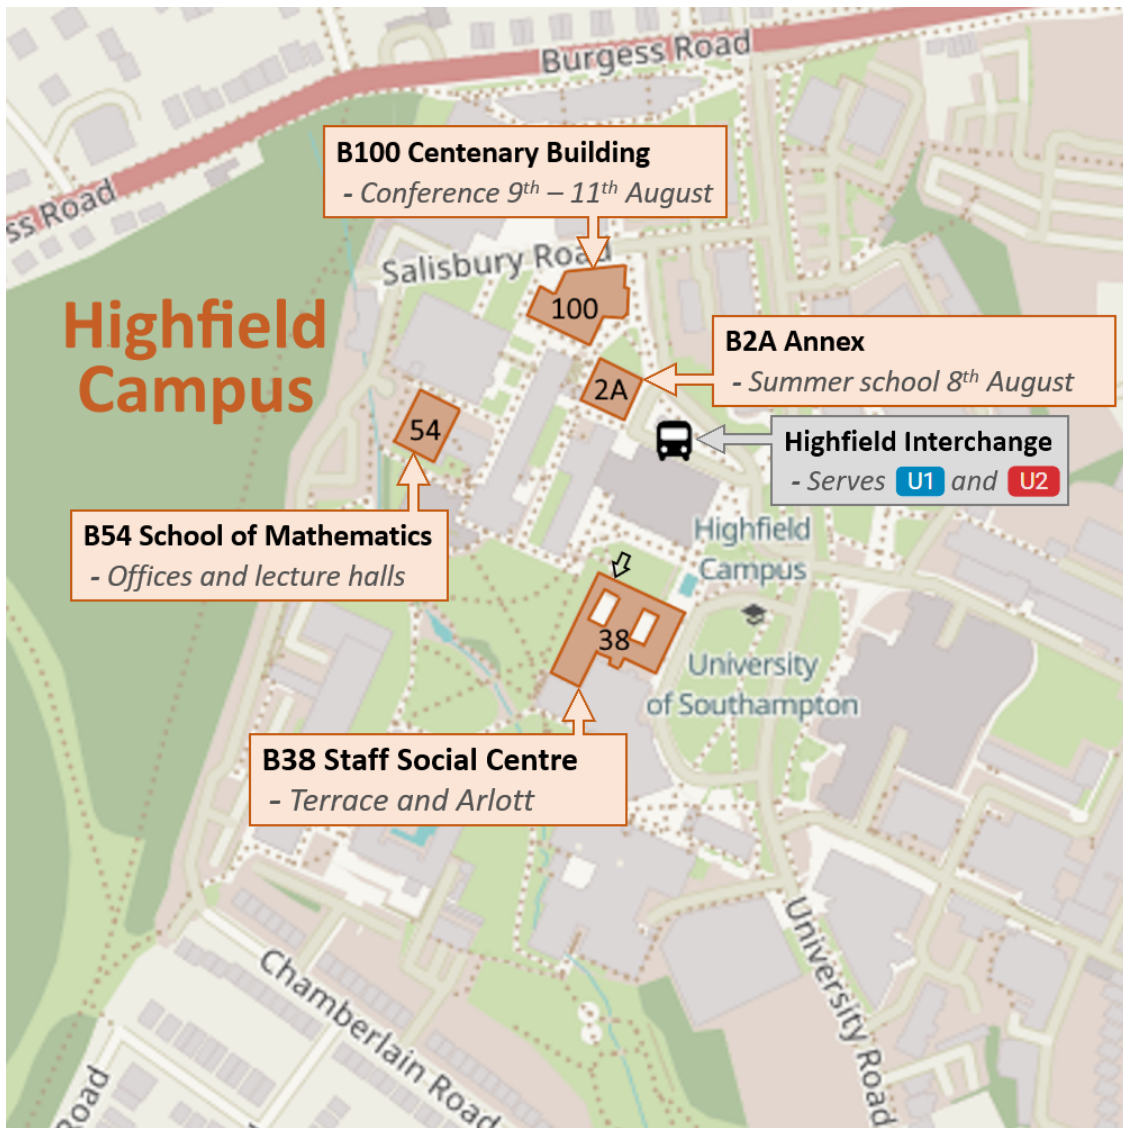 Burgess Road
B100 Centenary Building
- Conference 9th – 11th August
ss Road
Salisbury Road
Highfield
Campus
100
B2A Annex
- Summer school 8th August
2A
54
Highfield Interchange
- Serves U1 and U2
B54 School of Mathematics
- Offices and lecture halls
Highfield
Campus
38
University
of Southampton
B38 Staff Social Centre
- Terrace and Arlott
University Road
Chamberlain Road
Road